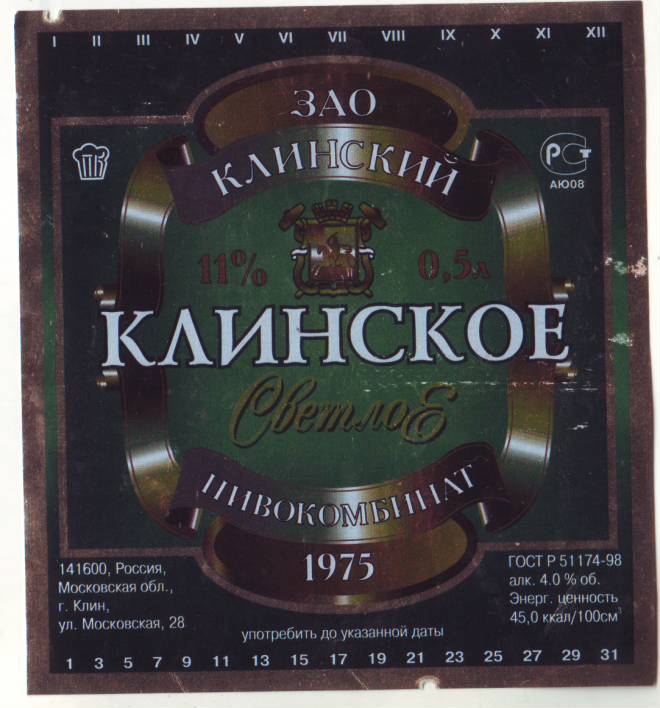 I II III IV V VI VII VIII IX X XI XII
ЗАО
КЛИНСКИЙ
ПБ
РСТ
АЮ08
11% 0,5л
КЛИНСКОЕ
Светлое
ПИВОКОМБИНАТ
1975
141600, Россия,
Московская обл.,
г. Клин,
ул. Московская, 28
ГОСТ Р 51174-98
алк. 4.0 % об.
Энерг. ценность
45,0 ккал/100см³
употребить до указанной даты
1 3 5 7 9 11 13 15 17 19 21 23 25 27 29 31